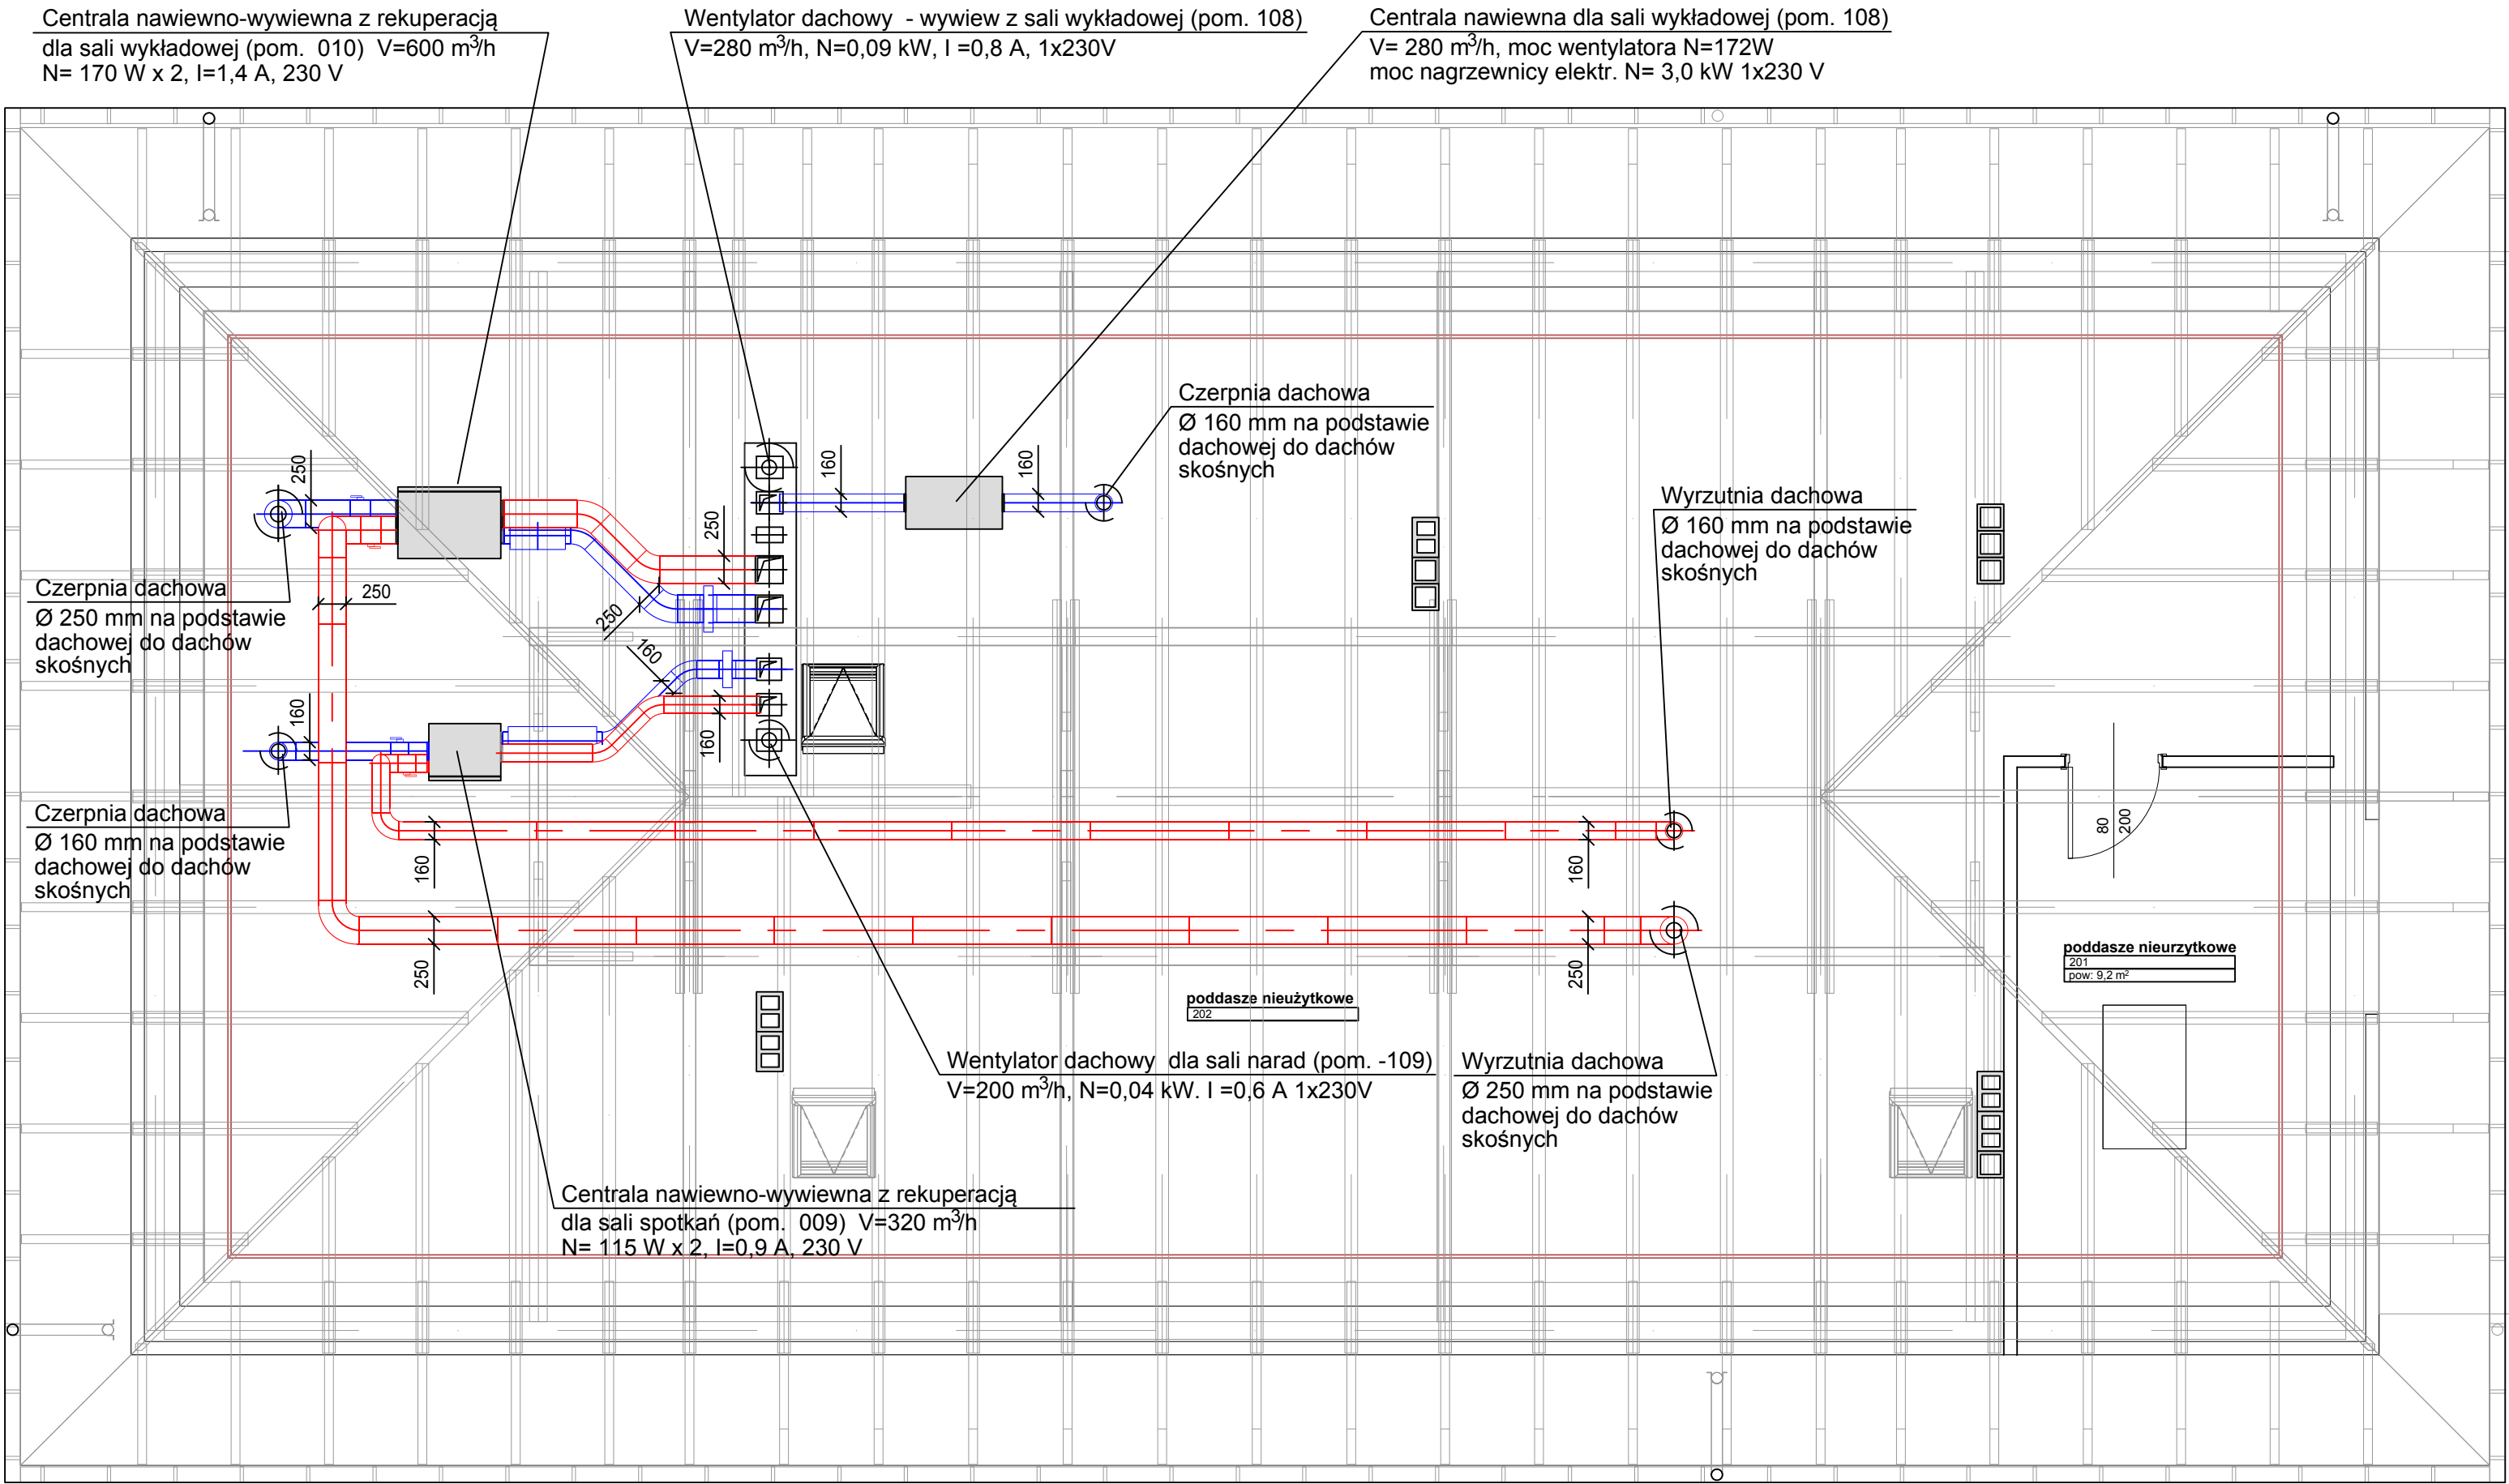 Centrala nawiewno-wywiewna z rekuperacją
dla sali wykładowej (pom. 010) V=600 m³/h
N= 170 W x 2, I=1,4 A, 230 V
Wentylator dachowy - wywiew z sali wykładowej (pom. 108)
V=280 m³/h, N=0,09 kW, I =0,8 A, 1x230V
Centrala nawiewna dla sali wykładowej (pom. 108)
V= 280 m³/h, moc wentylatora N=172W
moc nagrzewnicy elektr. N= 3,0 kW 1x230 V
Czerpnia dachowa
Ø 160 mm na podstawie
dachowej do dachów
skośnych
250
160
160
250
Wyrzutnia dachowa
Ø 160 mm na podstawie
dachowej do dachów
skośnych
Czerpnia dachowa
Ø 250 mm na podstawie
dachowej do dachów
skośnych
250
250
160
160
160
Czerpnia dachowa
Ø 160 mm na podstawie
dachowej do dachów
skośnych
160
160
80
200
250
250
poddasze nieurzytkowe
201
pow: 9,2 m²
poddasze nieużytkowe
202
Wentylator dachowy dla sali narad (pom. -109)
V=200 m³/h, N=0,04 kW. I =0,6 A 1x230V
Wyrzutnia dachowa
Ø 250 mm na podstawie
dachowej do dachów
skośnych
Centrala nawiewno-wywiewna z rekuperacją
dla sali spotkań (pom. 009) V=320 m³/h
N= 115 W x 2, I=0,9 A, 230 V